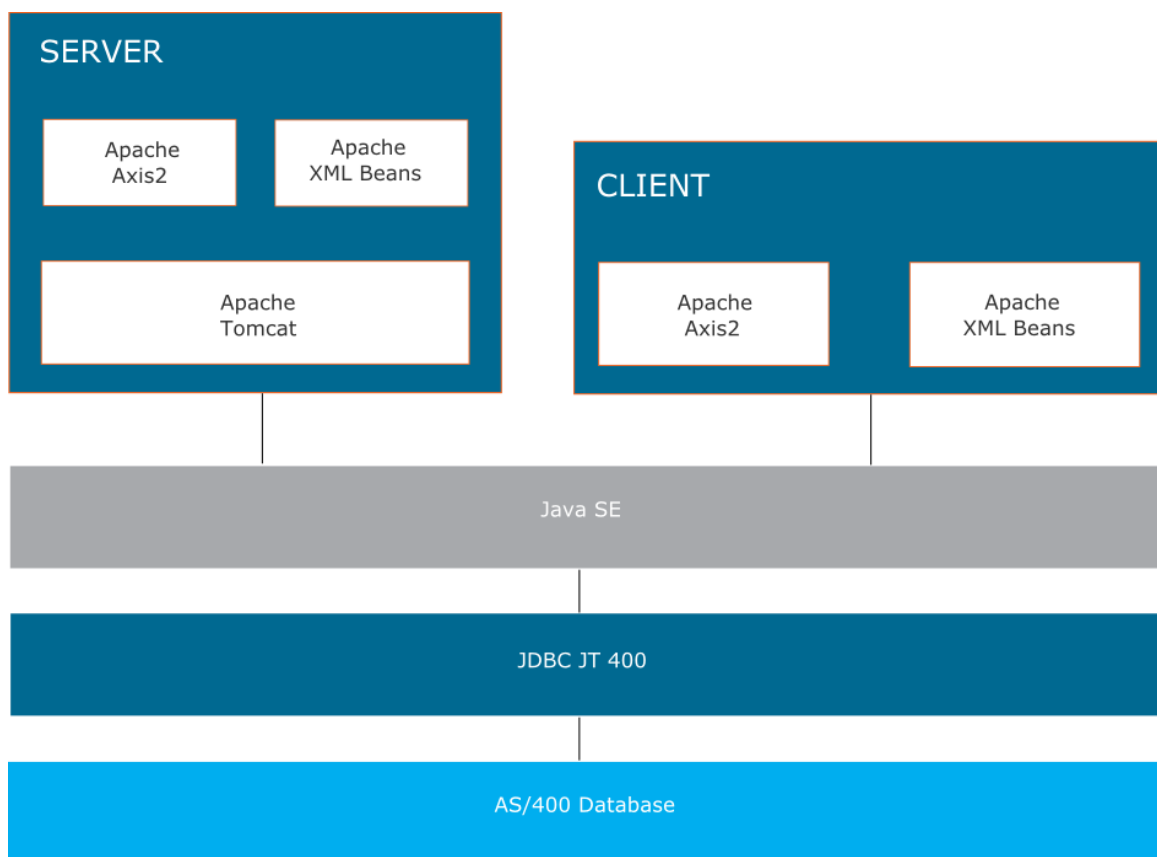 SERVER
Apache
Axis2
Apache
XML Beans
Apache
Tomcat
CLIENT
Apache
Axis2
Apache
XML Beans
Java SE
JDBC JT 400
AS/400 Database